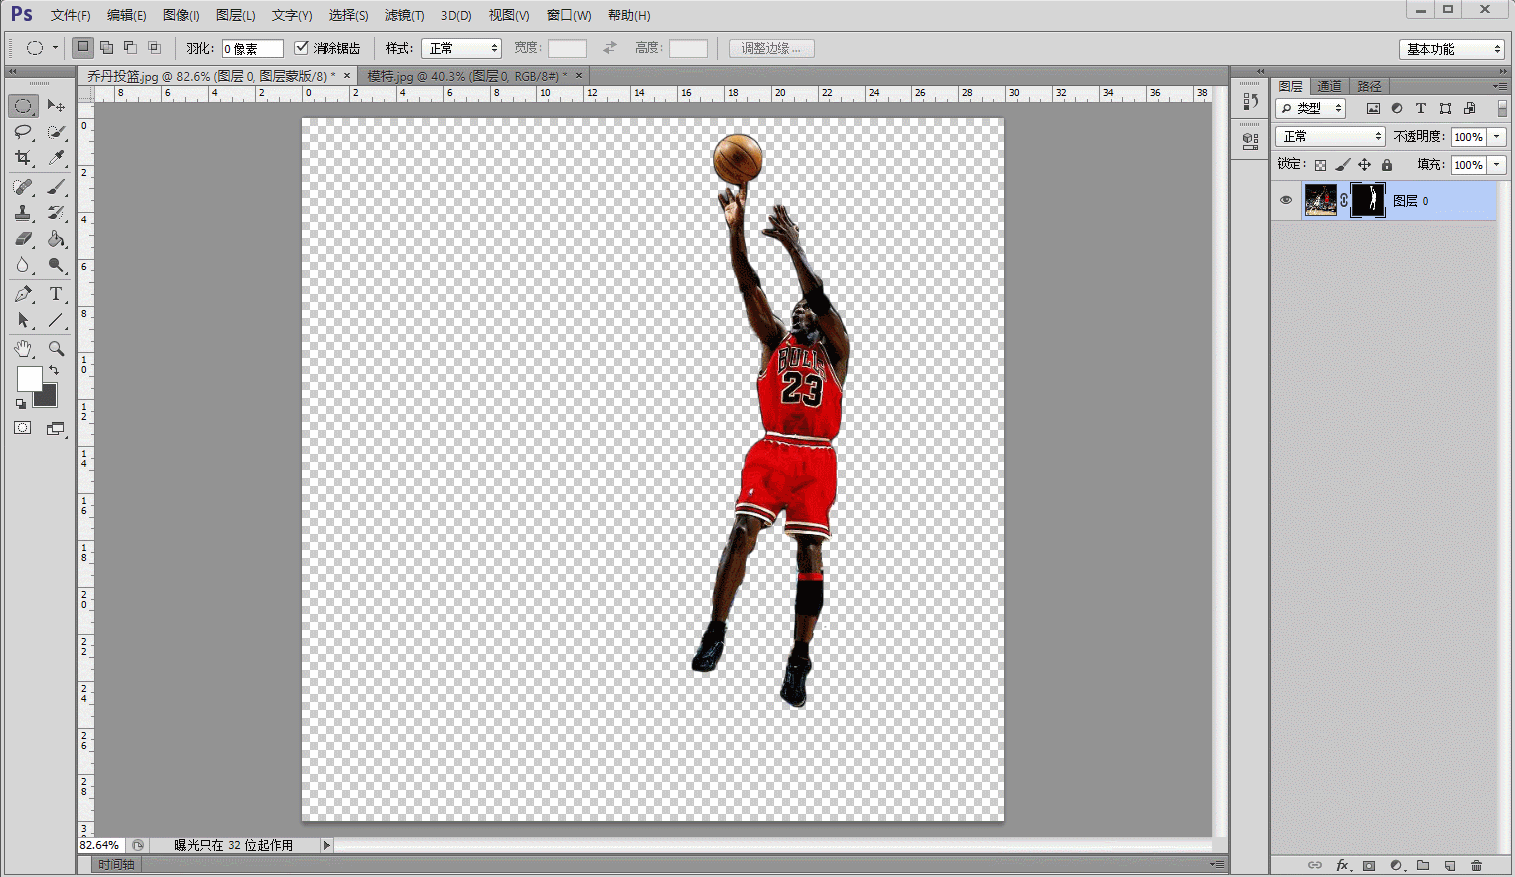 Ps 文件(F) 编辑(E) 图像(I) 图层(L) 文字(Y) 选择(S) 滤镜(T) 3D(D) 视图(V) 窗口(W) 帮助(H)
羽化: 0 像素 消除锯齿 样式: 正常 宽度: 高度: 调整边缘... 基本功能
乔丹投篮.jpg @ 82.6% (图层 0, 图层蒙版/8) * × 模特.jpg @ 40.3% (图层 0, RGB/8#) * ×
8 6 4 2 0 2 4 6 8 10 12 14 16 18 20 22 24 26 28 30 32 34 36 38
0
2
4
6
8
10
12
14
16
18
20
22
24
26
28
3
BULLS
23
图层 通道 路径
类型
正常 不透明度: 100%
锁定: 填充: 100%
图层 0
fx
82.64% 曝光只在 32 位起作用
时间轴